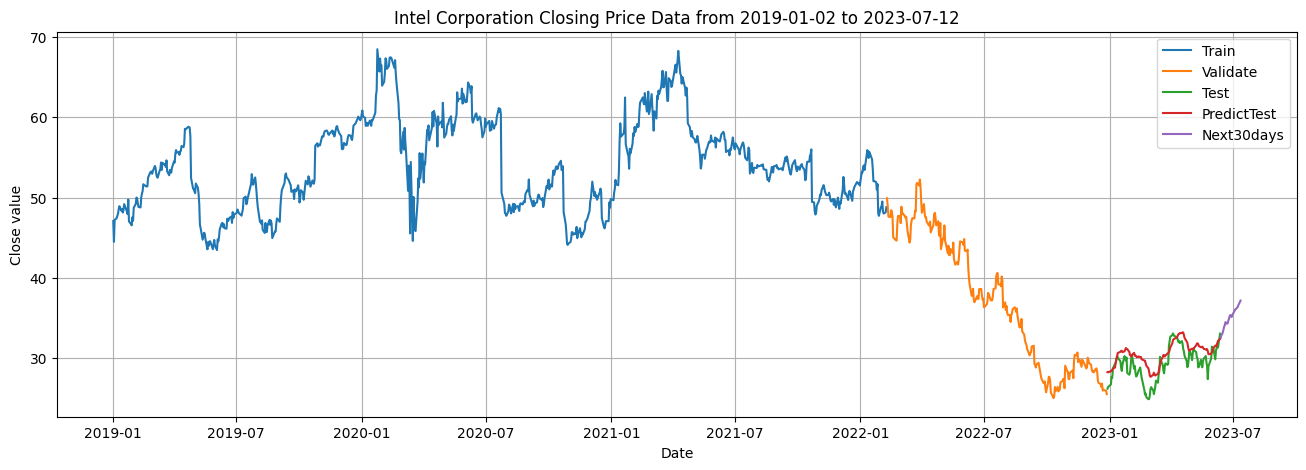 Intel Corporation Closing Price Data from 2019-01-02 to 2023-07-12
Close value
70
60
50
40
30
Train
Validate
Test
PredictTest
Next30days
2019-01
2019-07
2020-01
2020-07
2021-01
2021-07
2022-01
2022-07
2023-01
2023-07
Date